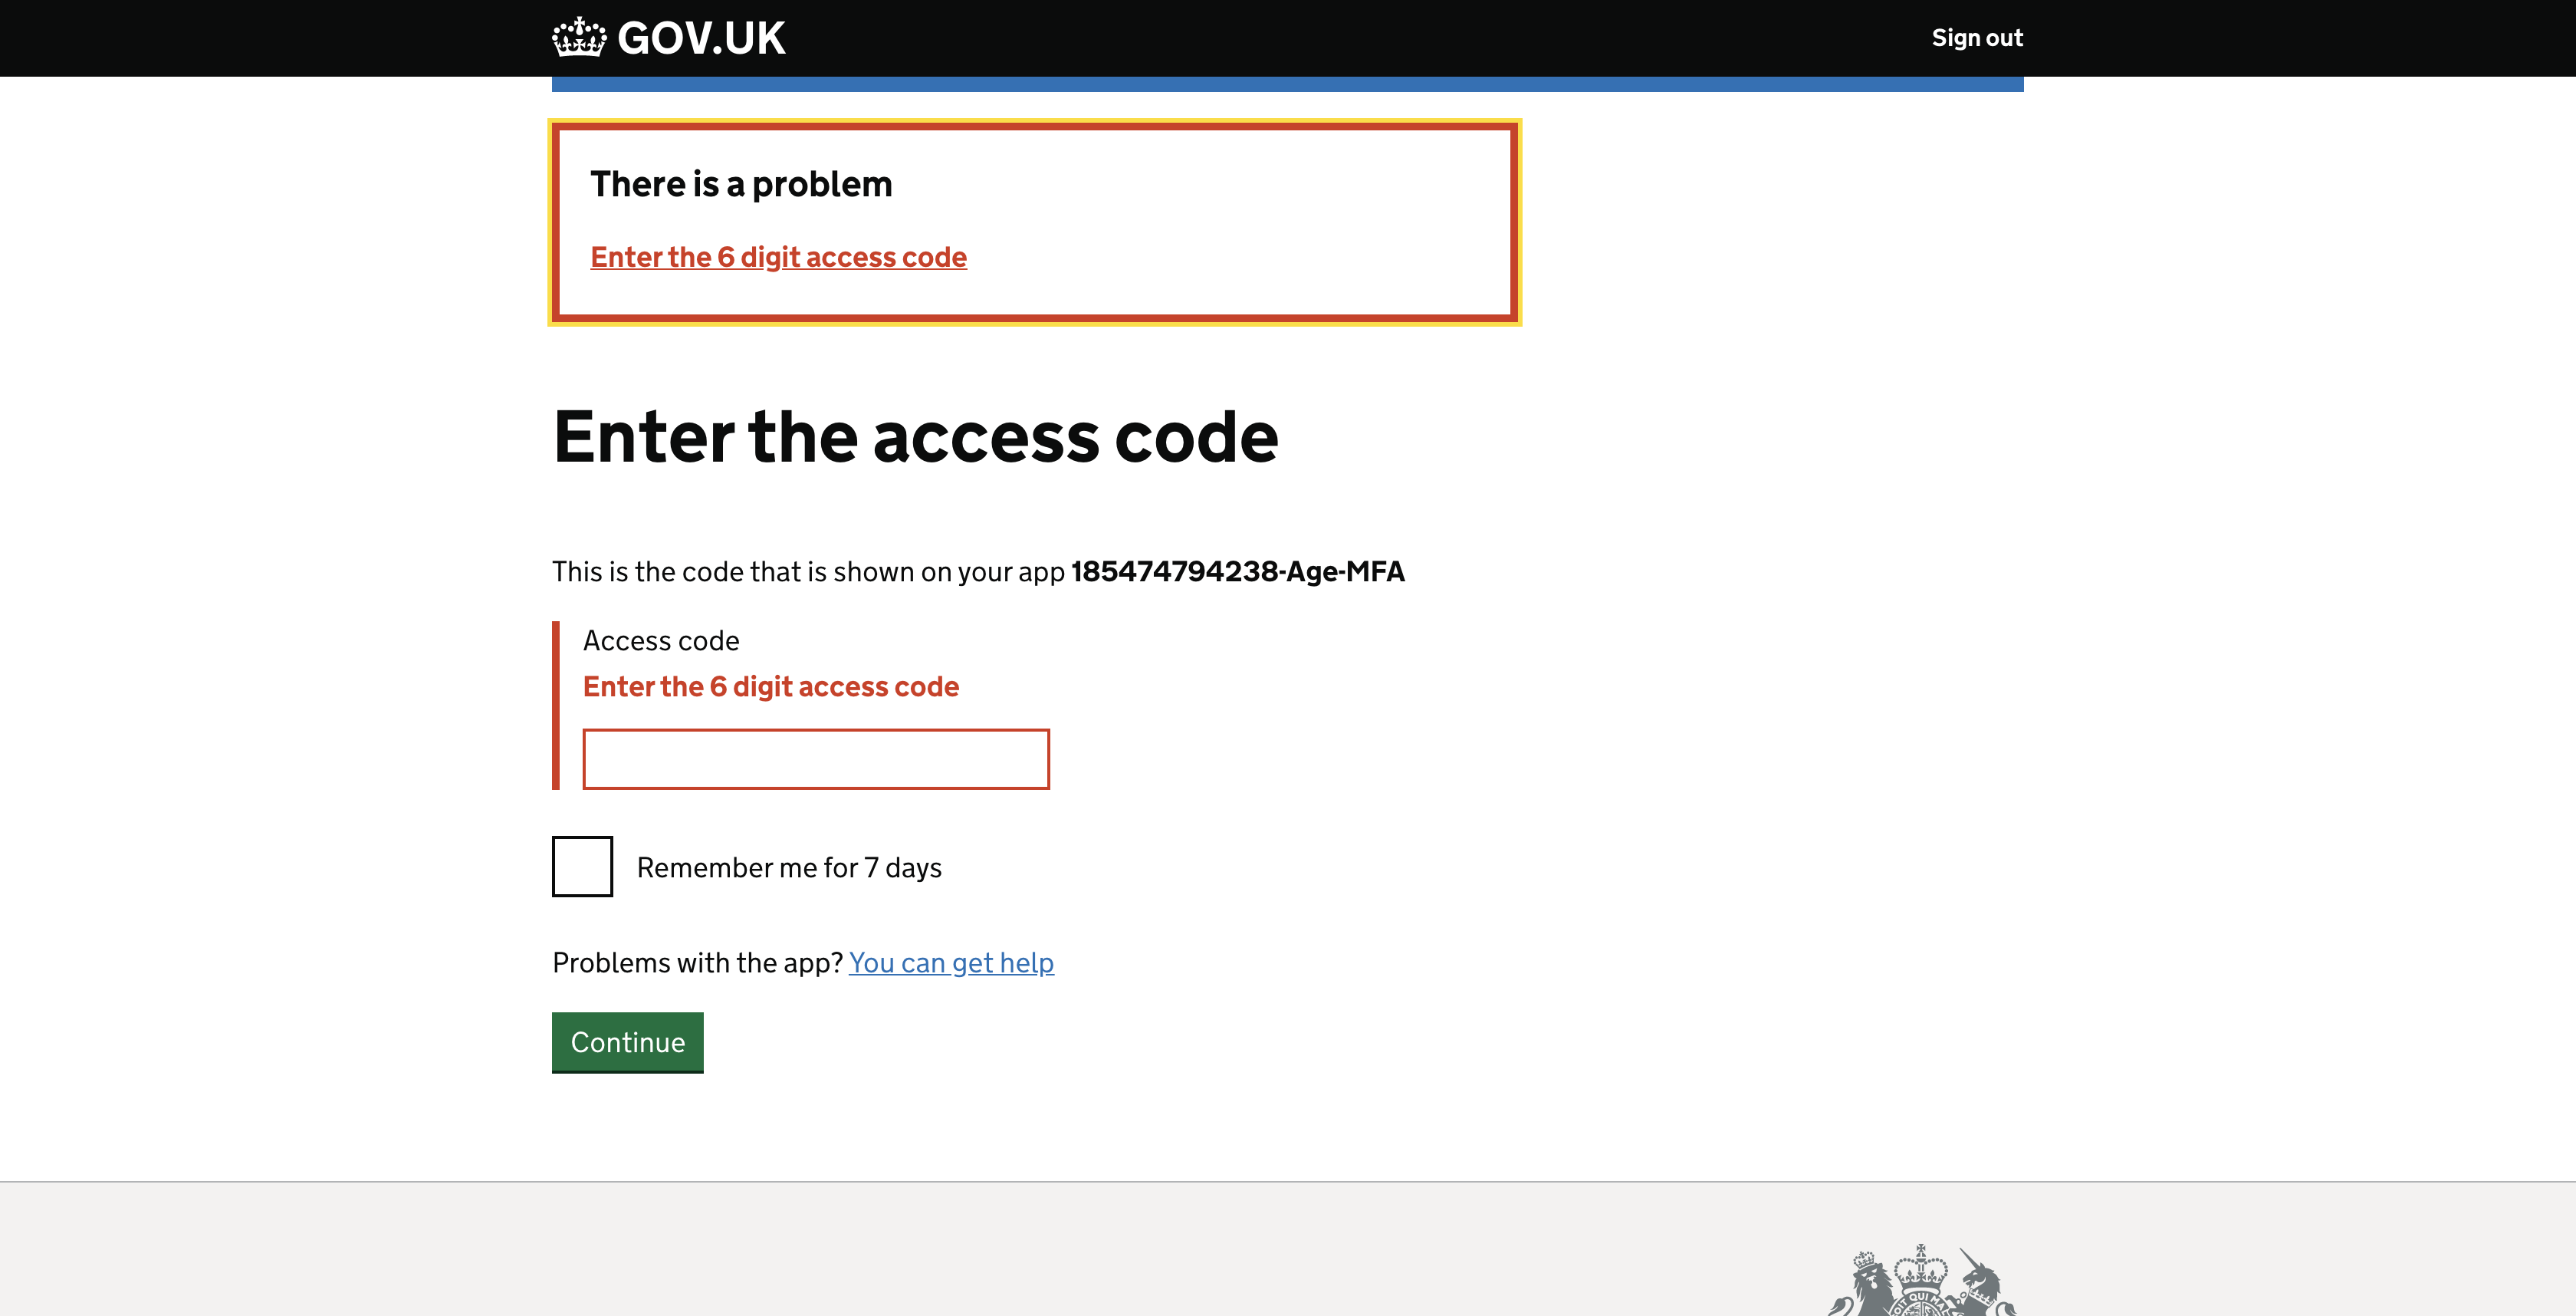 GOV.UK
Sign out
There is a problem
Enter the 6 digit access code
Enter the access code
This is the code that is shown on your app 185474794238-Age-MFA
Access code
Enter the 6 digit access code
Remember me for 7 days
Problems with the app? You can get help
Continue